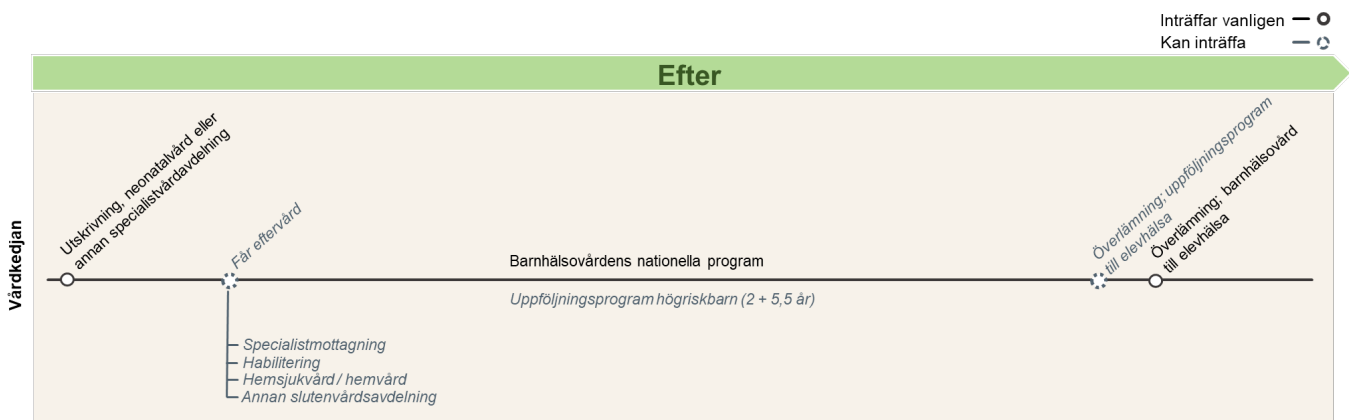 Inträffar vanligen
Kan inträffa
Efter
Vårdkedjan
Utskrivning, neonatalvård eller
annan specialistvårdavdelning
Får eftervård
Barnhälsovårdens nationella program
Uppföljningsprogram högriskbarn (2 + 5,5 år)
Specialistmottagning
Habilitering
Hemsjukvård / hemvård
Annan slutenvårdsavdelning
Överlämning; uppföljningsprogram
till elevhälsa
Överlämning; barnhälsovård
till elevhälsa